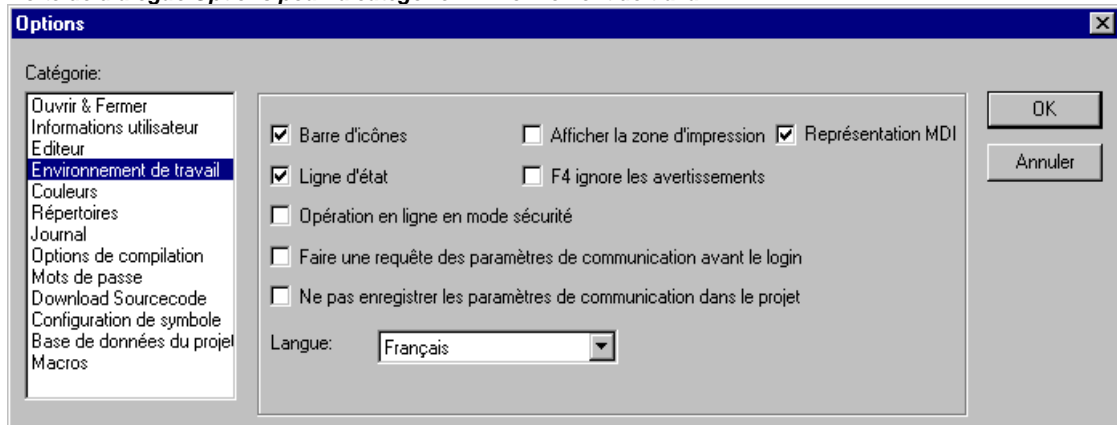 Options
Catégorie:
Ouvrir & Fermer
Informations utilisateur
Editeur
Environnement de travail
Couleurs
Répertoires
Journal
Options de compilation
Mots de passe
Download Sourcecode
Configuration de symbole
Base de données du projet
Macros
Barre d'icônes
Afficher la zone d'impression
Représentation MDI
Ligne d'état
F4 ignore les avertissements
Opération en ligne en mode sécurité
Faire une requête des paramètres de communication avant le login
Ne pas enregistrer les paramètres de communication dans le projet
Langue:
Français
OK
Annuler